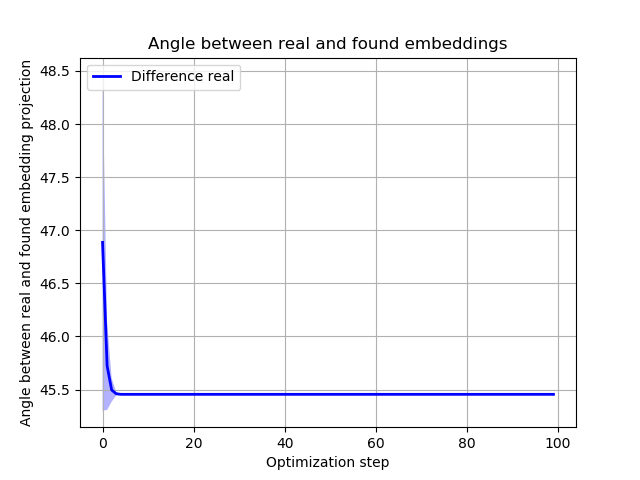 Angle between real and found embeddings
Difference real
Angle between real and found embedding projection
48.5
48.0
47.5
47.0
46.5
46.0
45.5
0 20 40 60 80 100
Optimization step